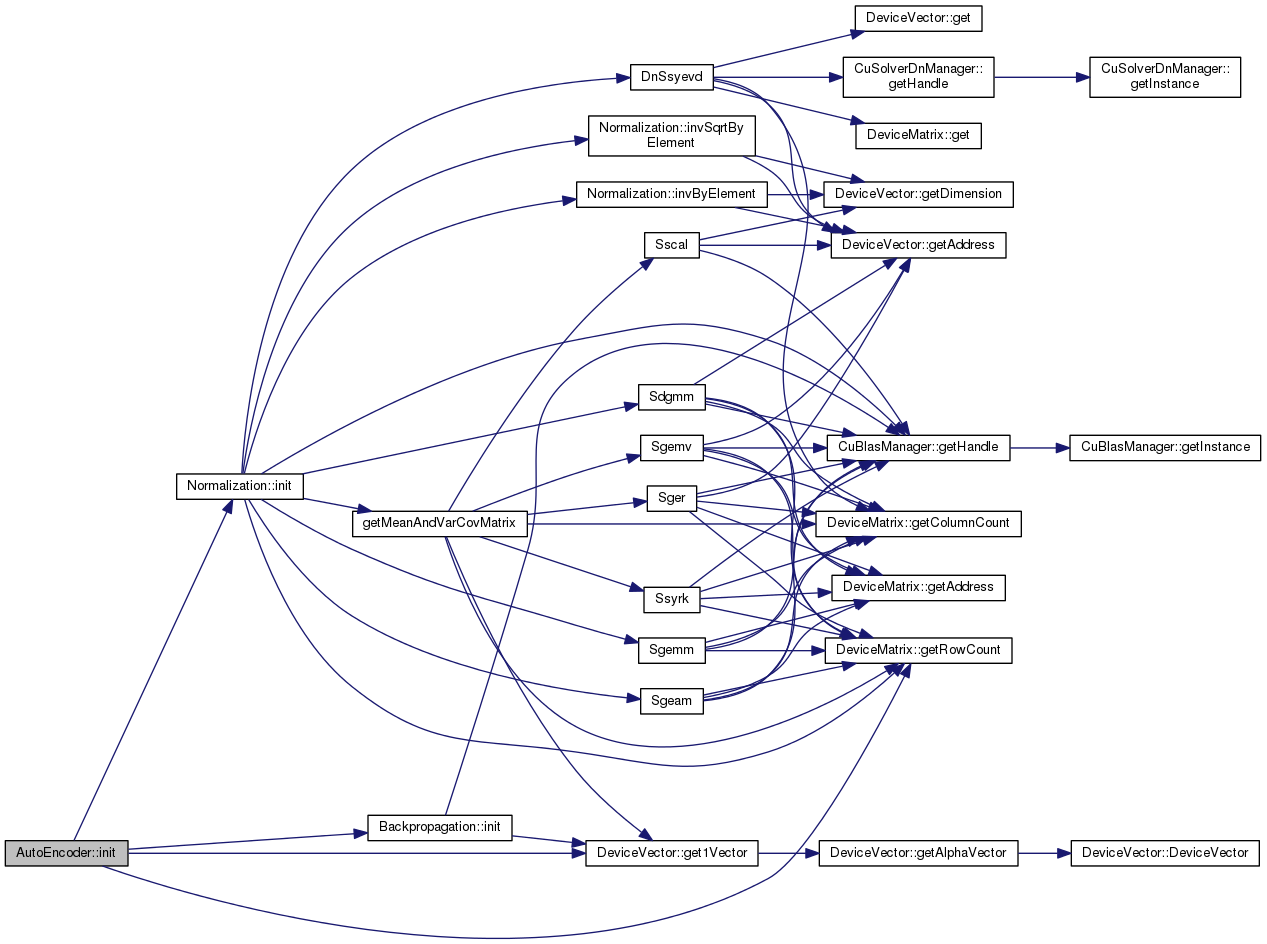 DeviceVector::get
DnSsyevd
CuSolverDnManager::
getHandle
CuSolverDnManager::
getInstance
Normalization::invSqrtBy
Element
DeviceMatrix::get
Normalization::invByElement
DeviceVector::getDimension
Sscal
DeviceVector::getAddress
Sdgmm
Sgemv
CuBlasManager::getHandle
CuBlasManager::getInstance
Normalization::init
Sger
getMeanAndVarCovMatrix
DeviceMatrix::getColumnCount
Ssyrk
DeviceMatrix::getAddress
Sgemm
DeviceMatrix::getRowCount
Sgeam
Backpropagation::init
AutoEncoder::init
DeviceVector::get1Vector
DeviceVector::getAlphaVector
DeviceVector::DeviceVector